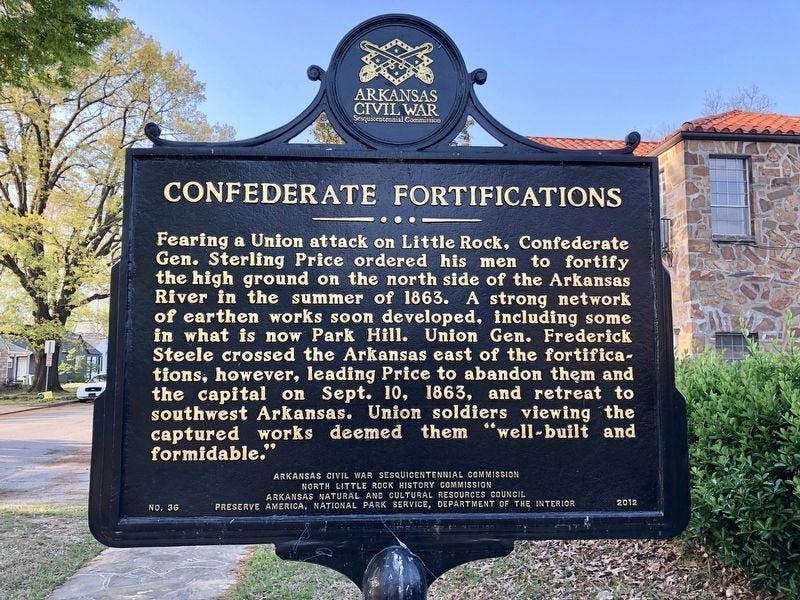 ARKANSAS
CIVIL WAR
Sesquicentennial Commission
CONFEDERATE FORTIFICATIONS
Fearing a Union attack on Little Rock, Confederate
Gen. Sterling Price ordered his men to fortify
the high ground on the north side of the Arkansas
River in the summer of 1863. A strong network
of earthen works soon developed, including some
in what is now Park Hill. Union Gen. Frederick
Steele crossed the Arkansas east of the fortifica-
tions, however, leading Price to abandon them and
the capital on Sept. 10, 1863, and retreat to
southwest Arkansas. Union soldiers viewing the
captured works deemed them "well-built and
formidable."
ARKANSAS CIVIL WAR SESQUICENTENNIAL COMMISSION
NORTH LITTLE ROCK HISTORY COMMISSION
ARKANSAS NATURAL AND CULTURAL RESOURCES COUNCIL
NO. 36 PRESERVE AMERICA, NATIONAL PARK SERVICE, DEPARTMENT OF THE INTERIOR 2012